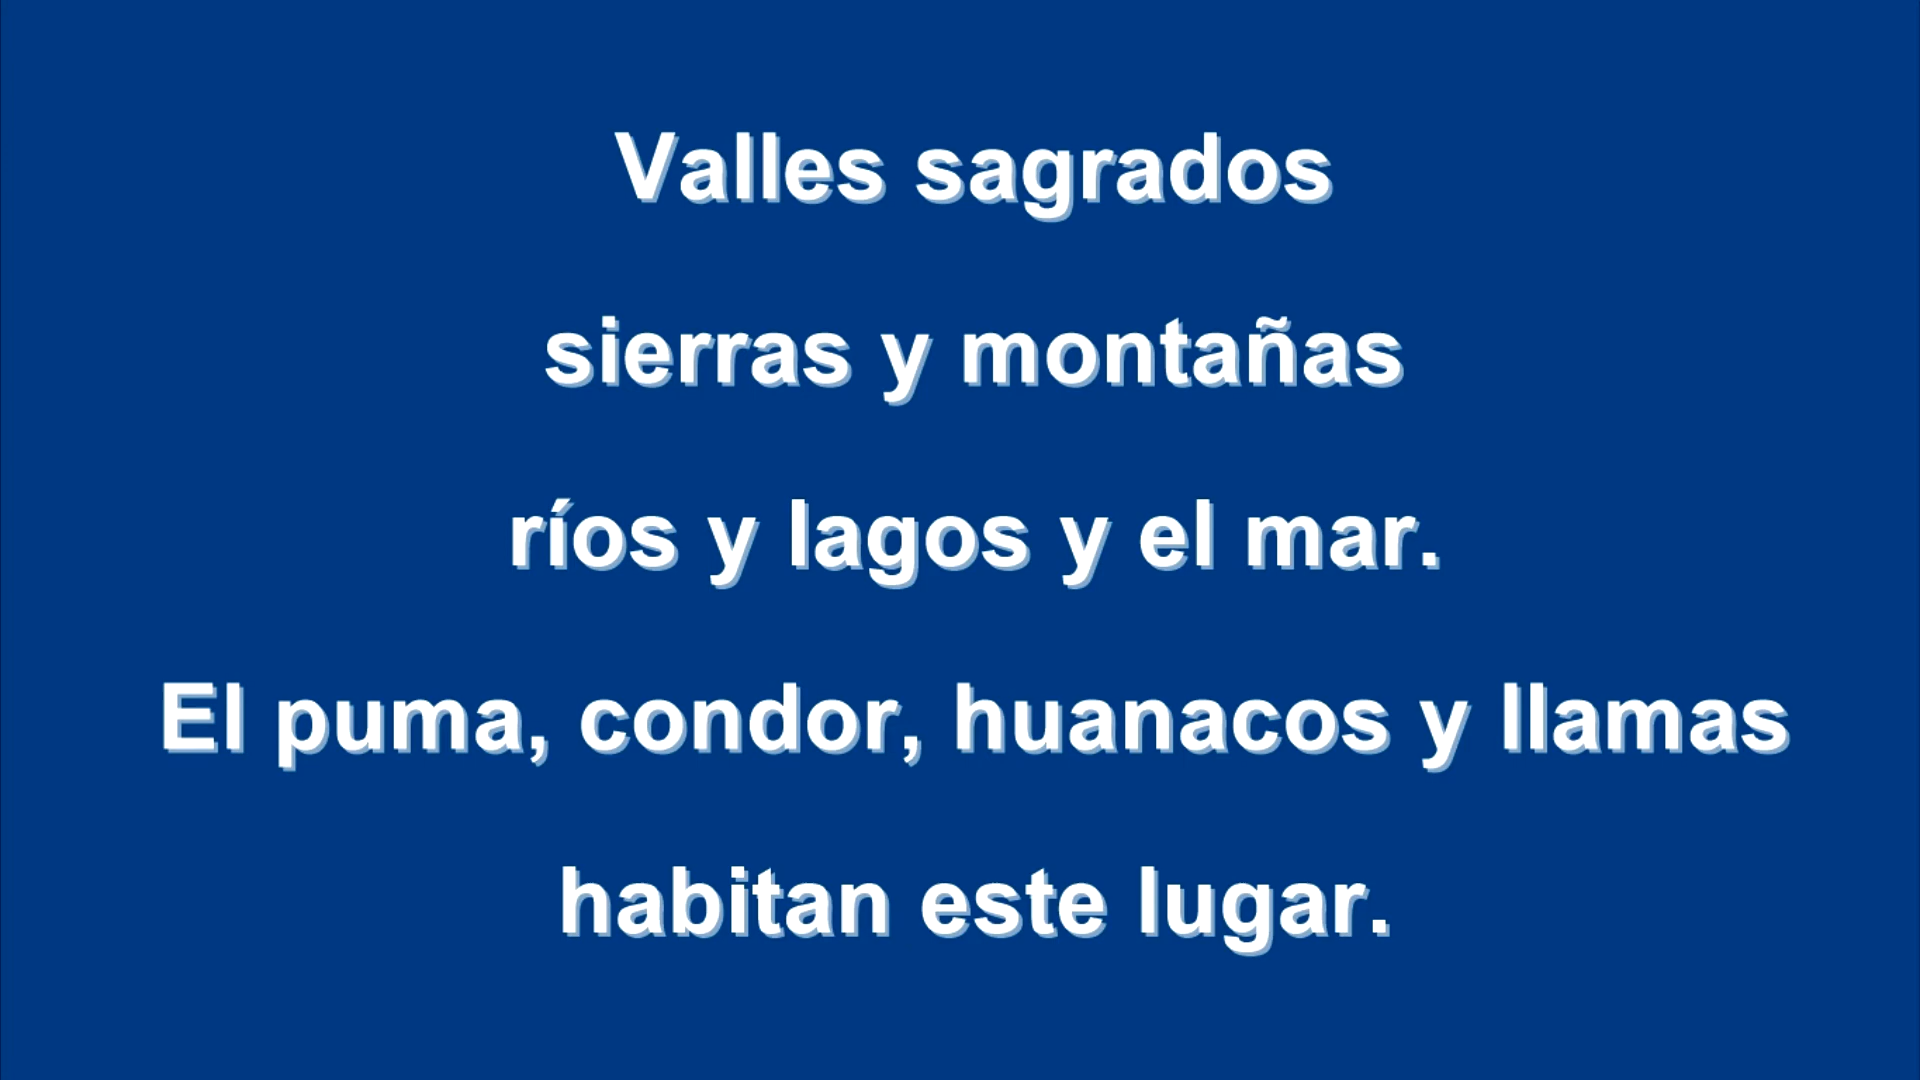 Valles sagrados
sierras y montañas
ríos y lagos y el mar.
El puma, condor, huanacos y llamas
habitan este lugar.